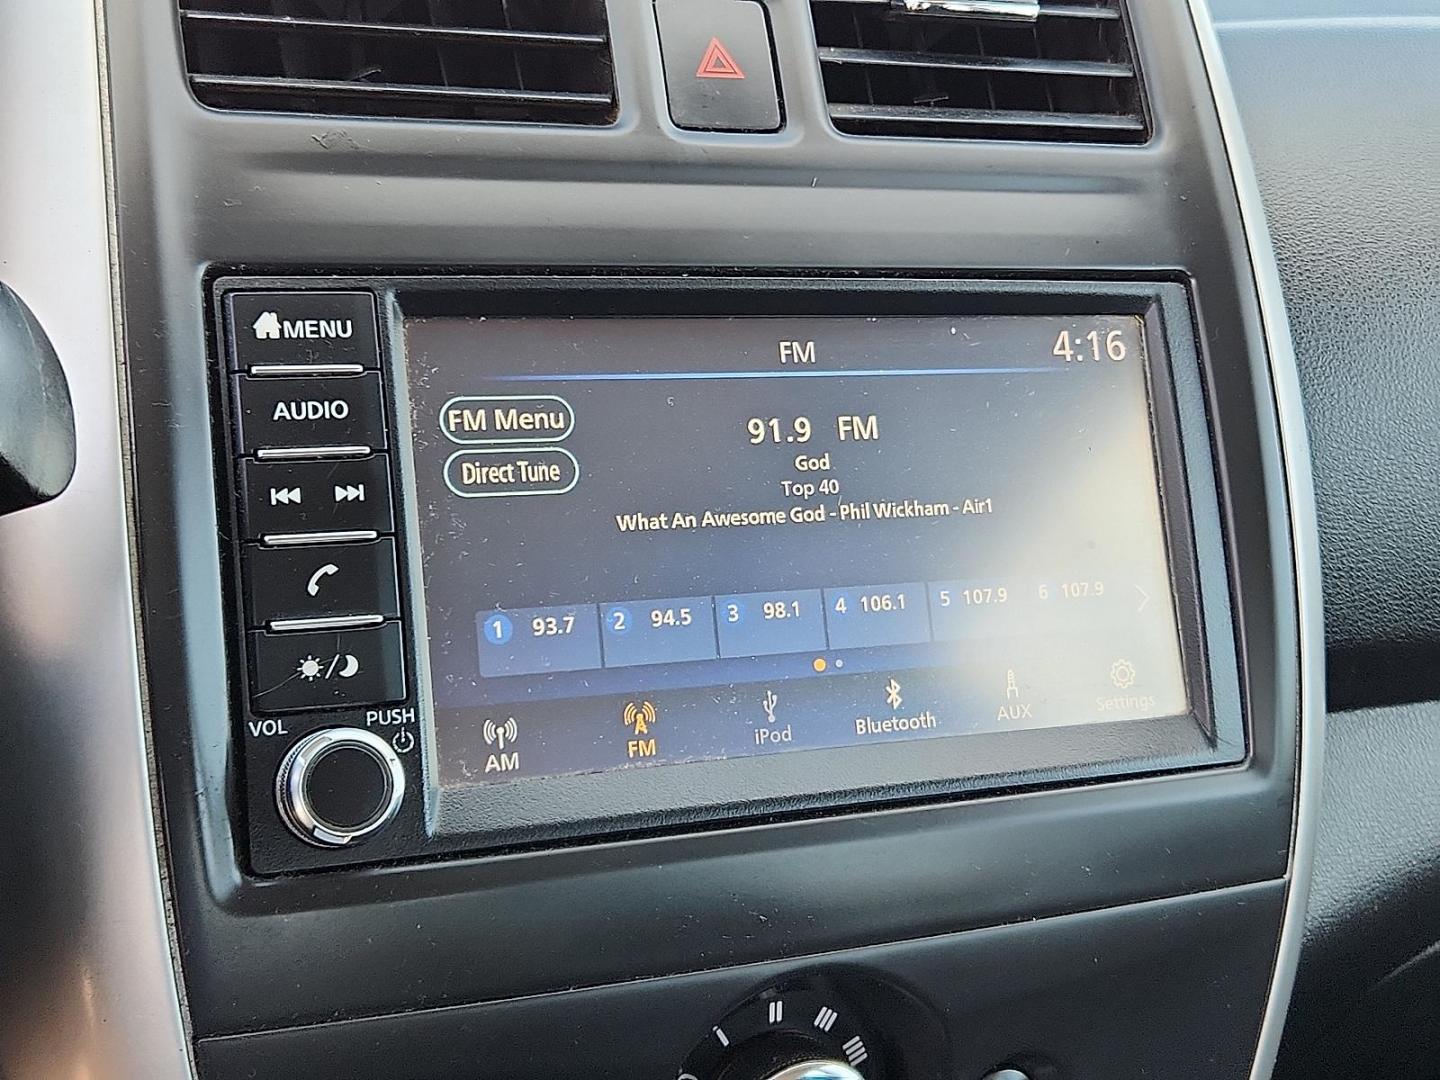 MENU
AUDIO
VOL
PUSH
FM
4:16
FM Menu
Direct Tune
91.9 FM
God
Top 40
What An Awesome God - Phil Wickham - Air1
1 93.7
2 94.5
3 98.1
4 106.1
5 107.9
6 107.9
AM
FM
iPod
Bluetooth
AUX
Settings